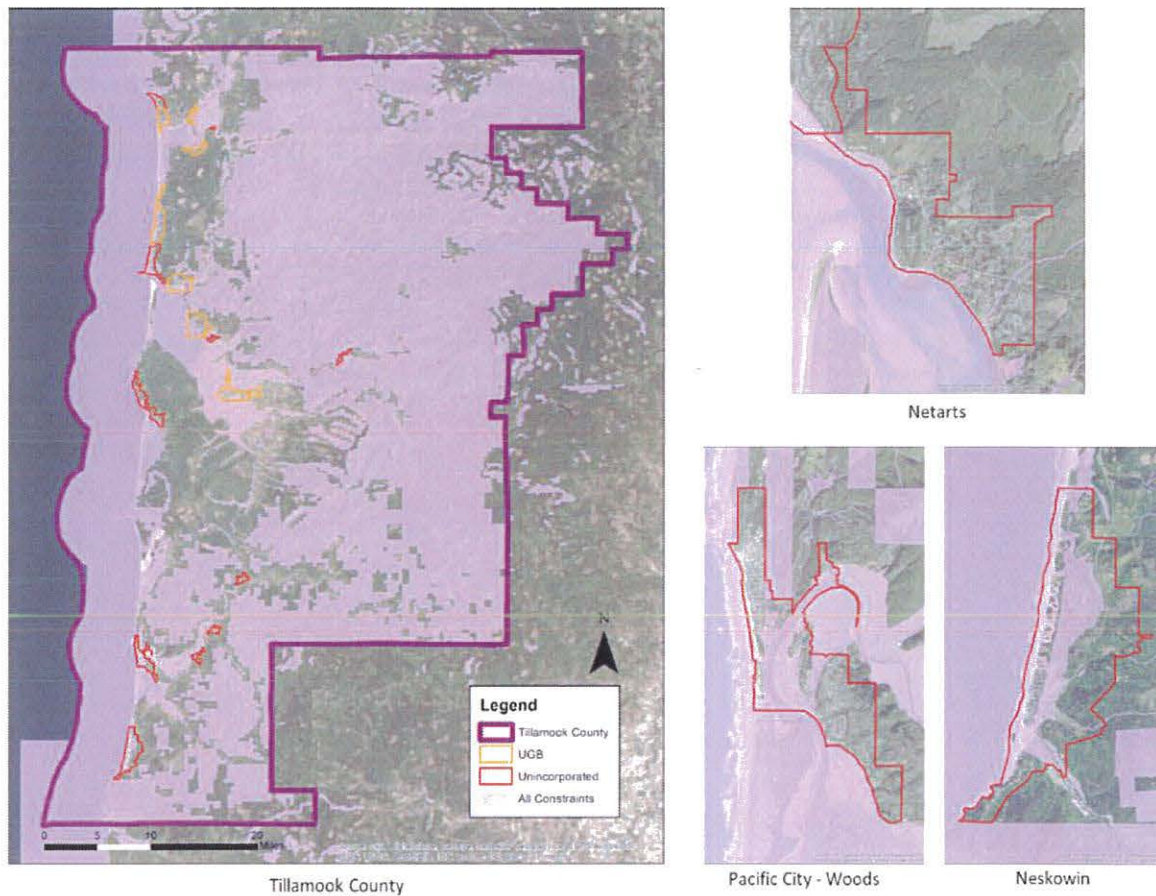 N
Legend
Tillamook County
UGB
Unincorporated
All Constraints
0 5 10 20
Miles
Tillamook County
Netarts
Pacific City - Woods
Neskowin